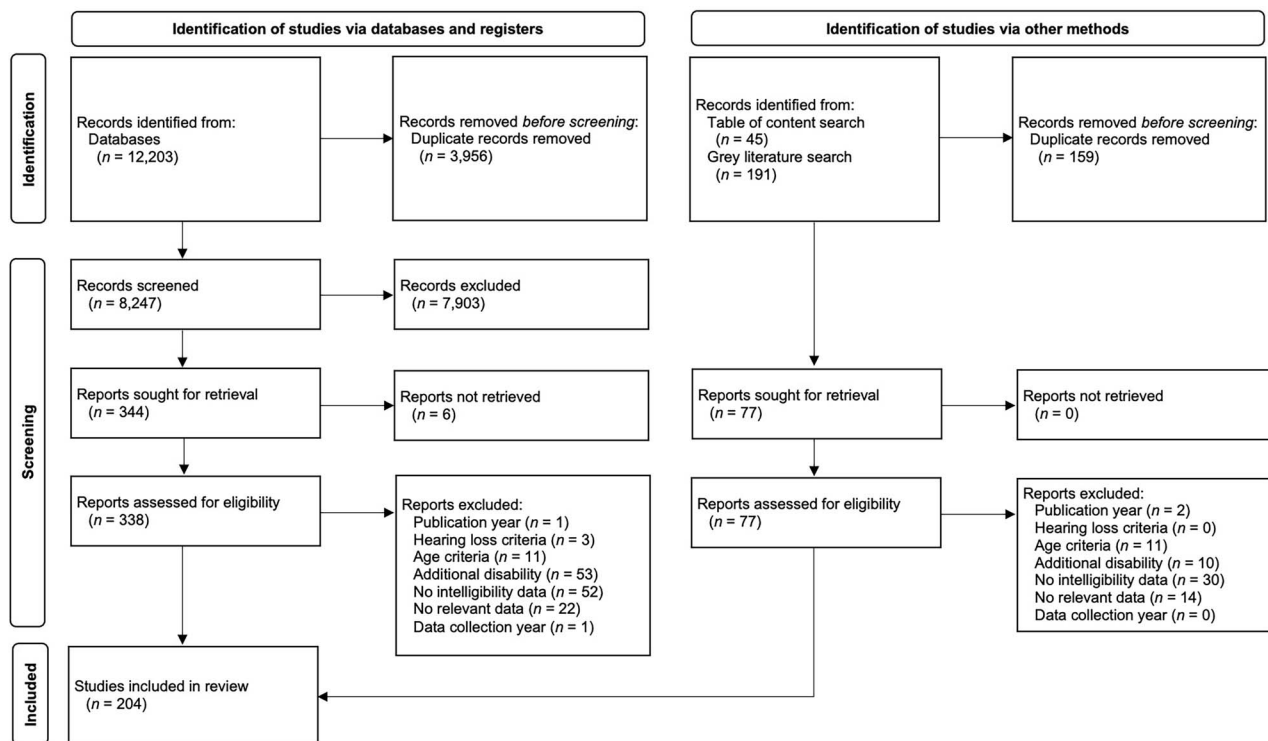 Identification of studies via databases and registers
Identification of studies via other methods
Identification
Records identified from:
Databases
(n = 12,203)
Records removed before screening:
Duplicate records removed
(n = 3,956)
Records identified from:
Table of content search
(n = 45)
Grey literature search
(n = 191)
Records removed before screening:
Duplicate records removed
(n = 159)
Screening
Records screened
(n = 8,247)
Records excluded
(n = 7,903)
Reports sought for retrieval
(n = 344)
Reports not retrieved
(n = 6)
Reports sought for retrieval
(n = 77)
Reports not retrieved
(n = 0)
Reports assessed for eligibility
(n = 338)
Reports excluded:
Publication year (n = 1)
Hearing loss criteria (n = 3)
Age criteria (n = 11)
Additional disability (n = 53)
No intelligibility data (n = 52)
No relevant data (n = 22)
Data collection year (n = 1)
Reports assessed for eligibility
(n = 77)
Reports excluded:
Publication year (n = 2)
Hearing loss criteria (n = 0)
Age criteria (n = 11)
Additional disability (n = 10)
No intelligibility data (n = 30)
No relevant data (n = 14)
Data collection year (n = 0)
Included
Studies included in review
(n = 204)